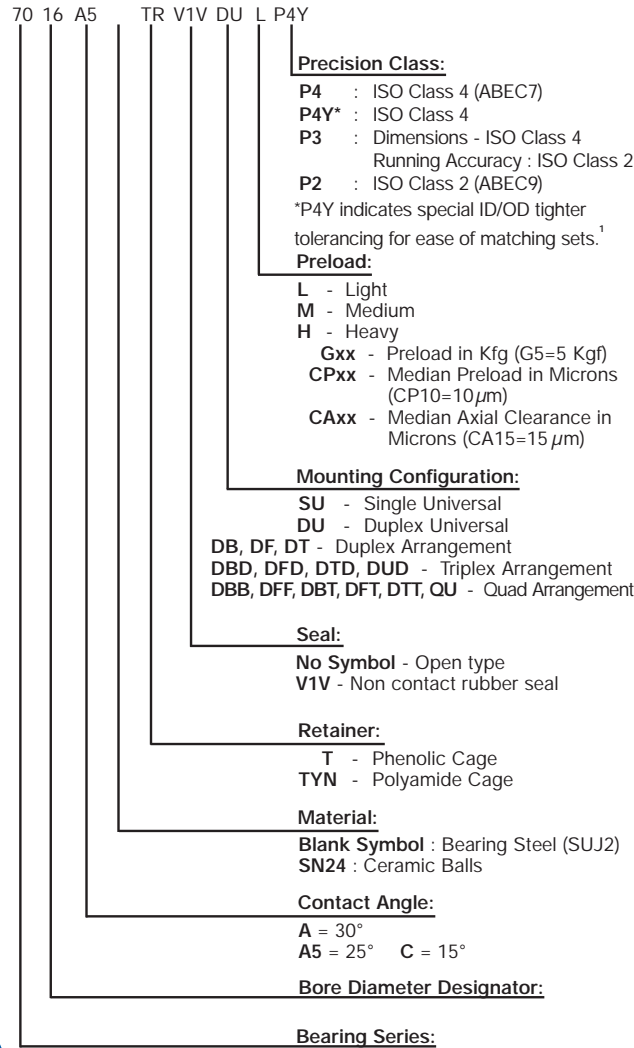 70 16 A5 TR V1V DU L P4Y
Precision Class:
P4 : ISO Class 4 (ABEC7)
P4Y* : ISO Class 4
P3 : Dimensions - ISO Class 4
Running Accuracy : ISO Class 2
P2 : ISO Class 2 (ABEC9)
*P4Y indicates special ID/OD tighter
tolerancing for ease of matching sets.¹
Preload:
L - Light
M - Medium
H - Heavy
Gxx - Preload in Kfg (G5=5 Kgf)
CPxx - Median Preload in Microns
(CP10=10µm)
CAxx - Median Axial Clearance in
Microns (CA15=15 µm)
Mounting Configuration:
SU - Single Universal
DU - Duplex Universal
DB, DF, DT - Duplex Arrangement
DBD, DFD, DTD, DUD - Triplex Arrangement
DBB, DFF, DBT, DFT, DTT, QU - Quad Arrangement
Seal:
No Symbol - Open type
V1V - Non contact rubber seal
Retainer:
T - Phenolic Cage
TYN - Polyamide Cage
Material:
Blank Symbol : Bearing Steel (SUJ2)
SN24 : Ceramic Balls
Contact Angle:
A = 30°
A5 = 25° C = 15°
Bore Diameter Designator:
Bearing Series: